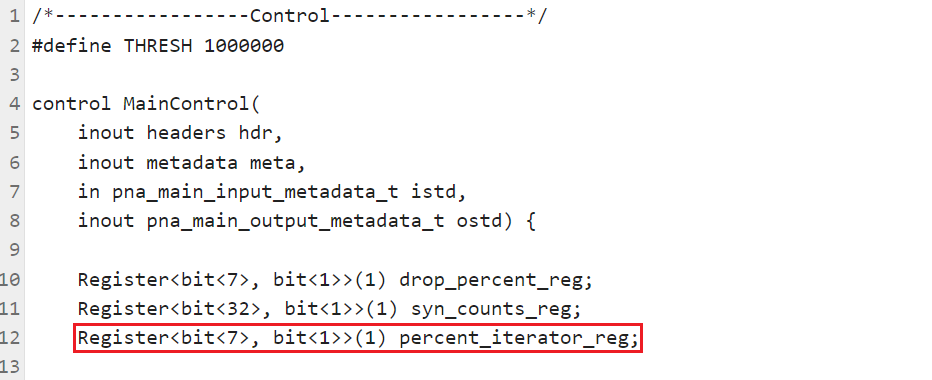 1 /*-----------------Control-----------------*/
2 #define THRESH 1000000
3
4 control MainControl(
5     inout headers hdr,
6     inout metadata meta,
7     in pna_main_input_metadata_t istd,
8     inout pna_main_output_metadata_t ostd) {
9
10     Register<bit<7>, bit<1>>(1) drop_percent_reg;
11     Register<bit<32>, bit<1>>(1) syn_counts_reg;
12     Register<bit<7>, bit<1>>(1) percent_iterator_reg;
13